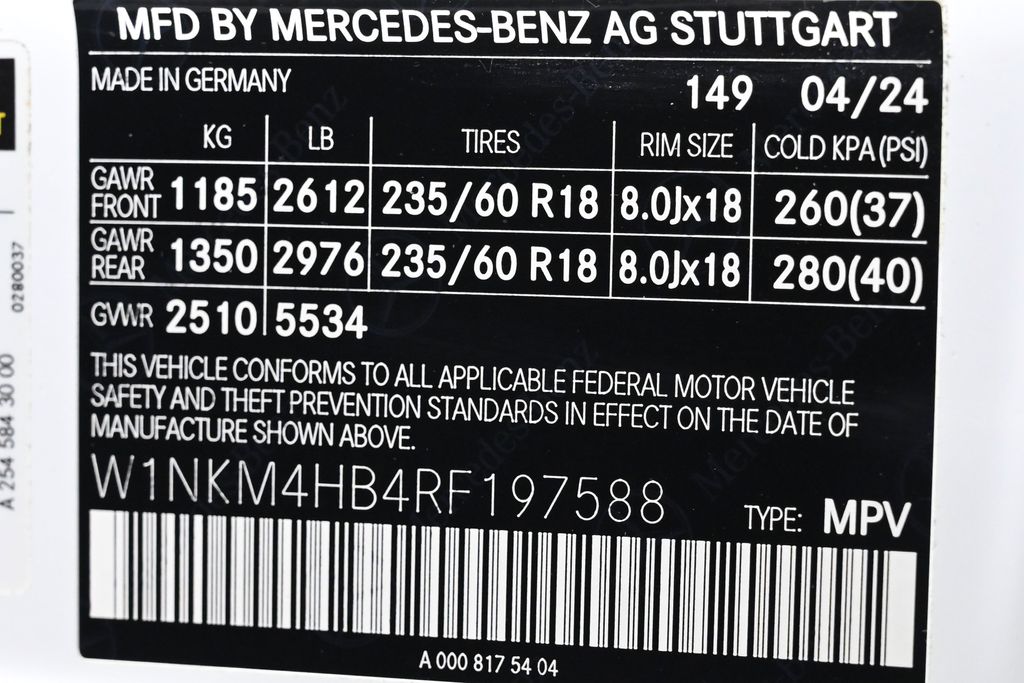 MFD BY MERCEDES-BENZ AG STUTTGART
MADE IN GERMANY 149 04/24
KG LB TIRES RIM SIZE COLD KPA (PSI)
GAWR FRONT 1185 2612 235/60 R18 8.0Jx18 260(37)
GAWR REAR 1350 2976 235/60 R18 8.0Jx18 280(40)
GVWR 2510 5534
THIS VEHICLE CONFORMS TO ALL APPLICABLE FEDERAL MOTOR VEHICLE
SAFETY AND THEFT PREVENTION STANDARDS IN EFFECT ON THE DATE OF
MANUFACTURE SHOWN ABOVE.
W1NKM4HB4RF197588
TYPE: MPV
A 000 817 54 04
A 254 584 30 00
0280037